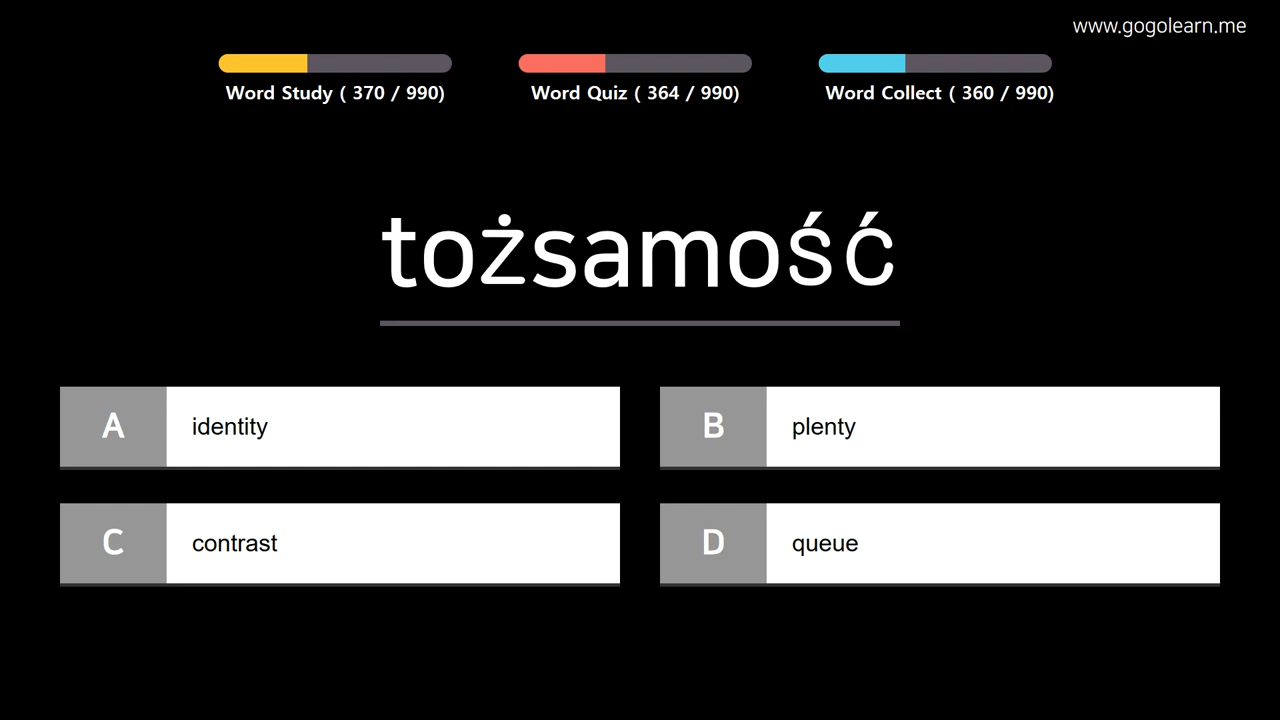 www.gogolearn.me
Word Study ( 370 / 990)
Word Quiz ( 364 / 990)
Word Collect ( 360 / 990)
tożsamość
A identity
B plenty
C contrast
D queue